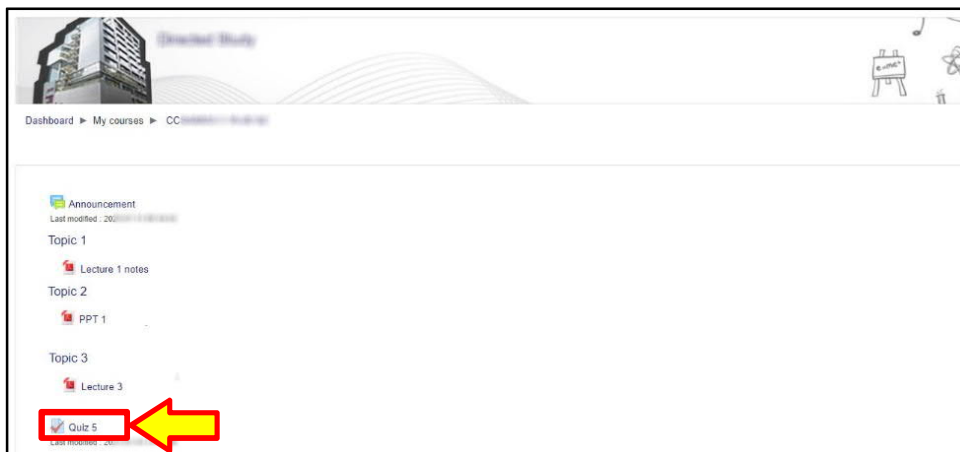 Directed Study
e=mc²
Dashboard ► My courses ► CC
Announcement
Last modified : 20
Topic 1
Lecture 1 notes
Topic 2
PPT 1
Topic 3
Lecture 3
Quiz 5
Last modified : 20